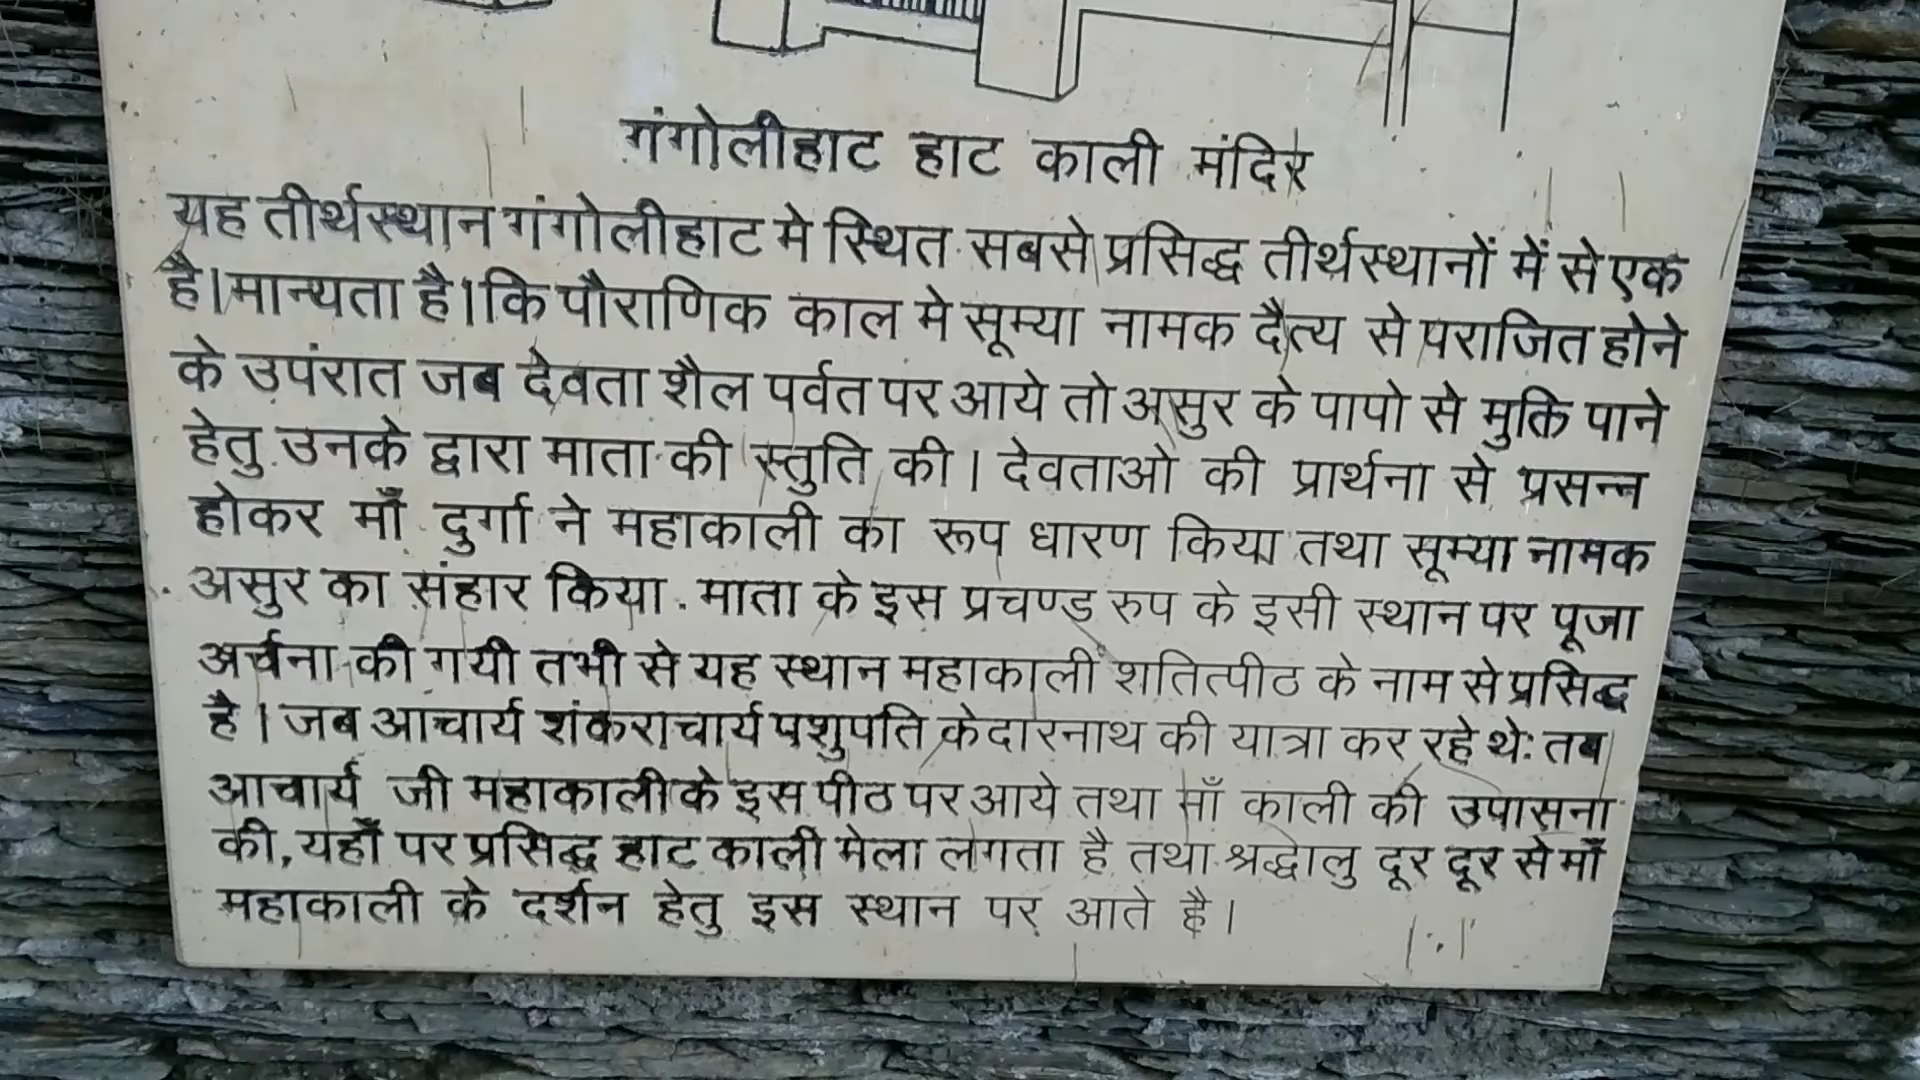 गंगोलीहाट हाट काली मंदिर
यह तीर्थस्थान गंगोलीहाट मे स्थित सबसे प्रसिद्ध तीर्थस्थानों में से एक
है।मान्यता है।कि पौराणिक काल मे सूम्या नामक दैत्य से पराजित होने
के उपंरात जब देवता शैल पर्वत पर आये तो असुर के पापो से मुक्ति पाने
हेतु उनके द्वारा माता की स्तुति की। देवताओ की प्रार्थना से प्रसन्न
होकर माँ दुर्गा ने महाकाली का रूप धारण किया तथा सूम्या नामक
असुर का संहार किया. माता के इस प्रचण्ड रुप के इसी स्थान पर पूजा
अर्चना की गयी तभी से यह स्थान महाकाली शतित्पीठ के नाम से प्रसिद्ध
है। जब आचार्य शंकराचार्य पशुपति केदारनाथ की यात्रा कर रहे थे: तब
आचार्य जी महाकाली के इस पीठ पर आये तथा माँ काली की उपासना
की, यहाँ पर प्रसिद्ध हाट काली मेला लगता है तथा श्रद्धालु दूर दूर से माँ
महाकाली के दर्शन हेतु इस स्थान पर आते है।